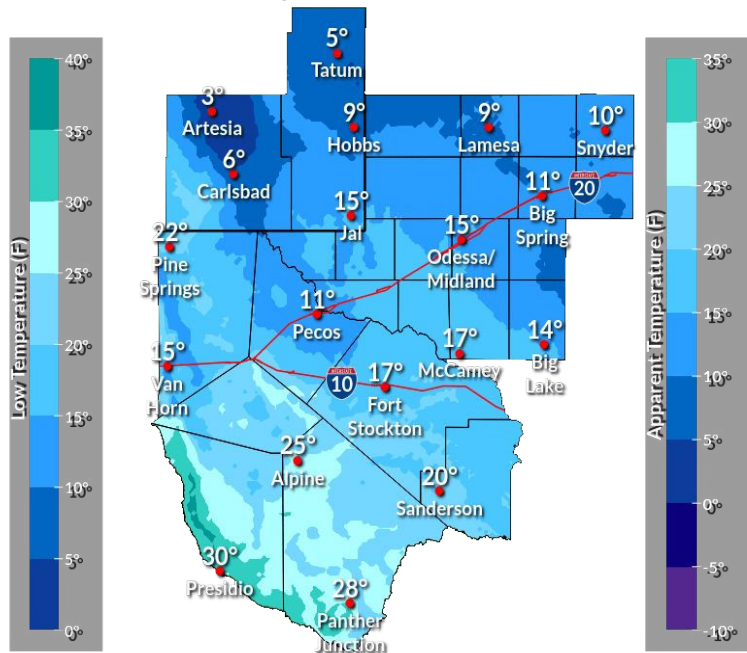 5°
Tatum
3°
Artesia
9°
Hobbs
9°
Lamesa
10°
Snyder
6°
Carlsbad
11°
Big
Spring
INTERSTATE
20
15°
Jal
15°
Odessa/
Midland
22°
Pine
Springs
11°
Pecos
17°
McCamey
14°
Big
Lake
15°
Van
Horn
INTERSTATE
10
17°
Fort
Stockton
25°
Alpine
20°
Sanderson
30°
Presidio
28°
Panther
Junction
Low Temperature (F)
40°
35°
30°
25°
20°
15°
10°
5°
0°
Apparent Temperature (F)
35°
30°
25°
20°
15°
10°
5°
0°
-5°
-10°